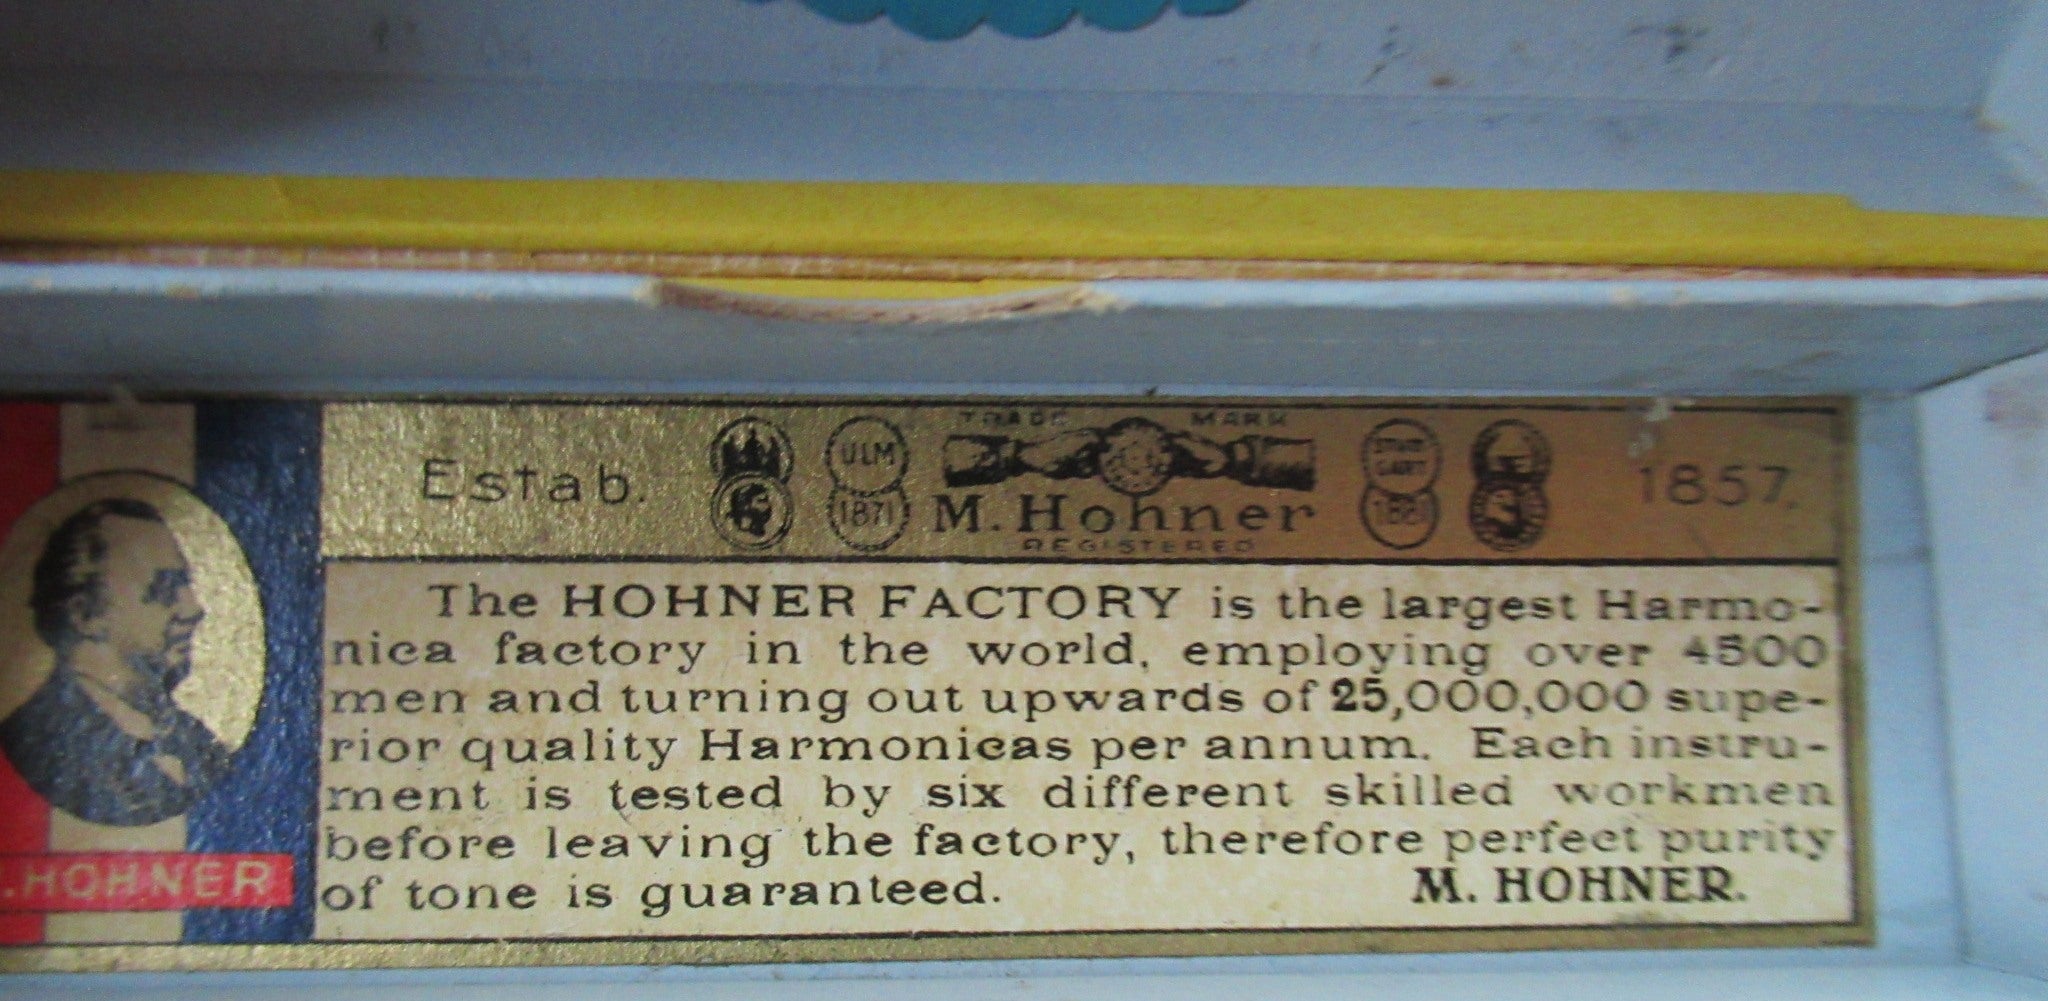 TRADE MARK
Estab. ULM 1871 M. Hohner STUTTGART 1881 1857.
REGISTERED
The HOHNER FACTORY is the largest Harmo-
nica factory in the world, employing over 4500
men and turning out upwards of 25,000,000 supe-
rior quality Harmonicas per annum. Each instru-
ment is tested by six different skilled workmen
before leaving the factory, therefore perfect purity
of tone is guaranteed. M. HOHNER.
.HOHNER